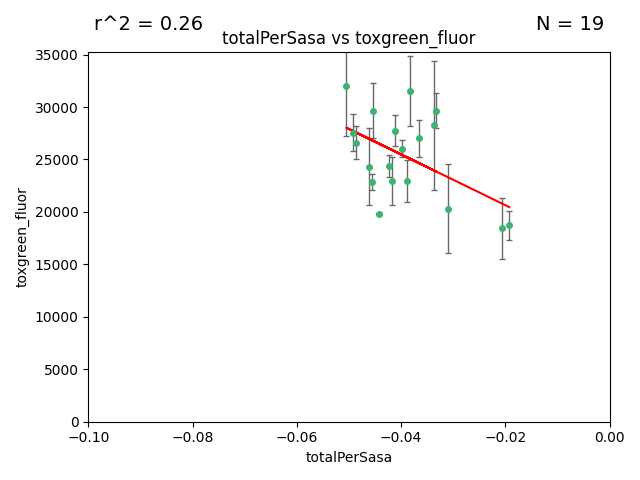 r^2 = 0.26
N = 19
totalPerSasa vs toxgreen_fluor
35000
30000
25000
20000
15000
10000
5000
0
toxgreen_fluor
−0.10
−0.08
−0.06
−0.04
−0.02
0.00
totalPerSasa